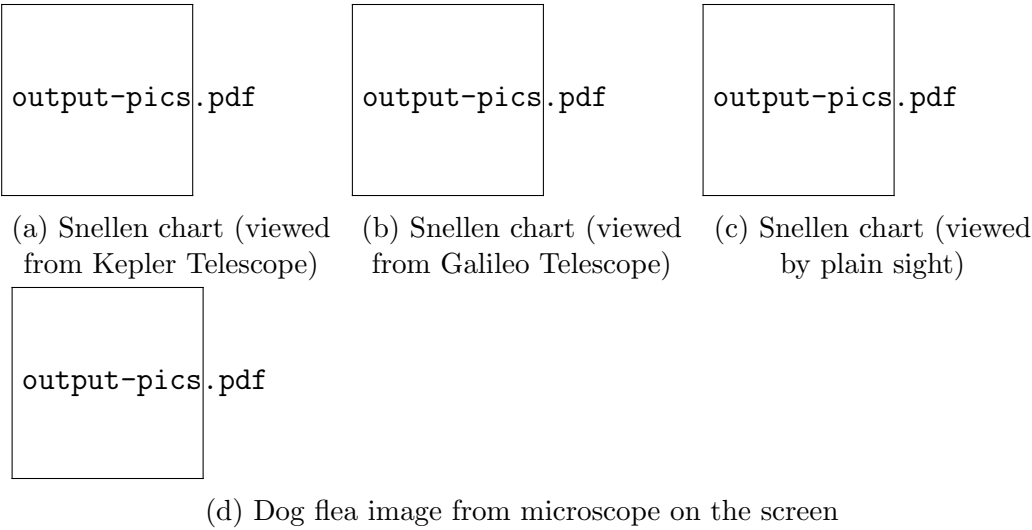 output-pics.pdf output-pics.pdf output-pics.pdf
(a) Snellen chart (viewed from Kepler Telescope)
(b) Snellen chart (viewed from Galileo Telescope)
(c) Snellen chart (viewed by plain sight)
output-pics.pdf
(d) Dog flea image from microscope on the screen